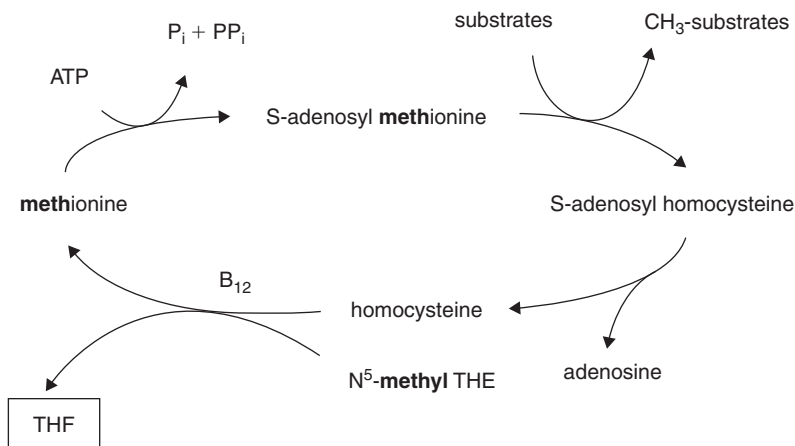 substrates
CH₃-substrates
Pᵢ + PPᵢ
ATP
S-adenosyl methionine
methionine
S-adenosyl homocysteine
B₁₂
homocysteine
N⁵-methyl THE
adenosine
THF